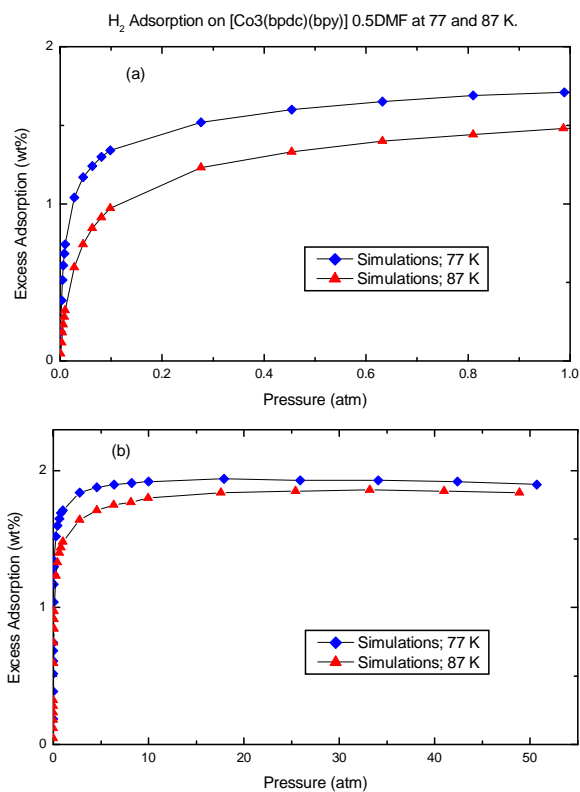 H2 Adsorption on [Co3(bpdc)(bpy)] 0.5DMF at 77 and 87 K.
(a)
Excess Adsorption (wt%)
2
1
0
Simulations; 77 K
Simulations; 87 K
0.0 0.2 0.4 0.6 0.8 1.0
Pressure (atm)
(b)
Excess Adsorption (wt%)
2
1
0
Simulations; 77 K
Simulations; 87 K
0 10 20 30 40 50
Pressure (atm)